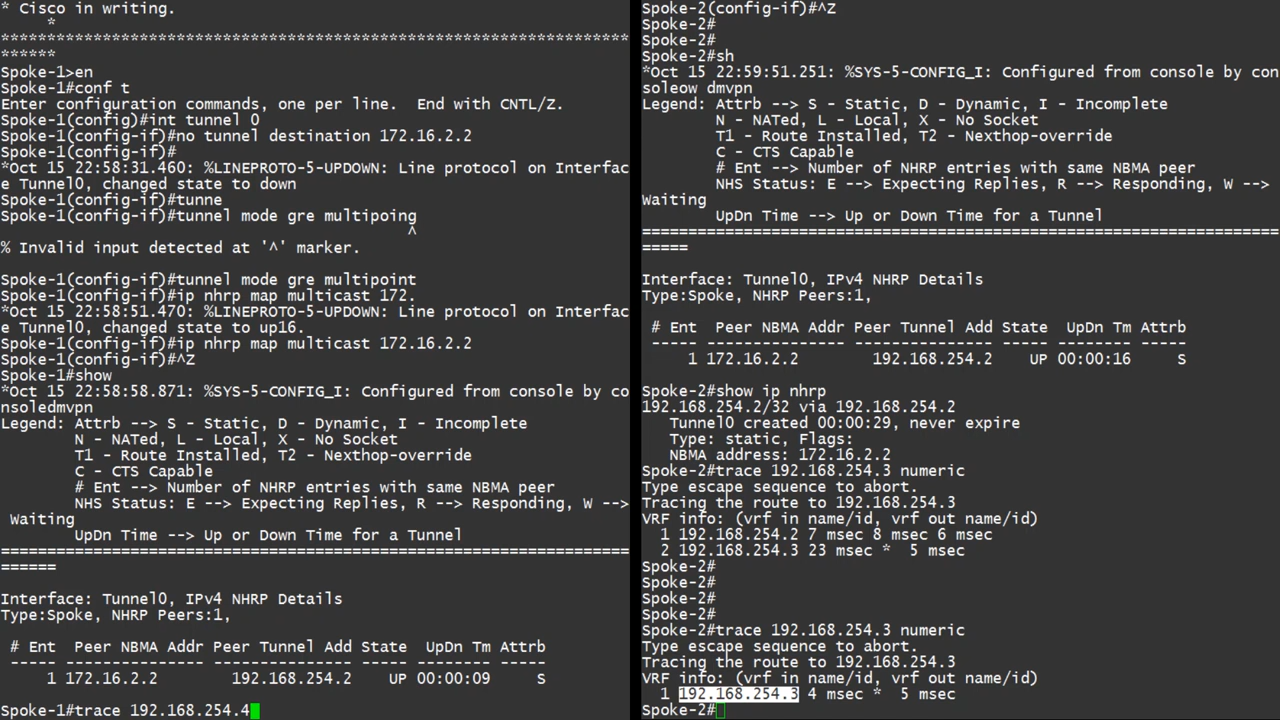 * Cisco in writing.
*
*********************************************************************
******
Spoke-1>en
Spoke-1#conf t
Enter configuration commands, one per line.  End with CNTL/Z.
Spoke-1(config)#int tunnel 0
Spoke-1(config-if)#no tunnel destination 172.16.2.2
Spoke-1(config-if)#
*Oct 15 22:58:31.460: %LINEPROTO-5-UPDOWN: Line protocol on Interfac
e Tunnel0, changed state to down
Spoke-1(config-if)#tunne
Spoke-1(config-if)#tunnel mode gre multipoing
^
% Invalid input detected at '^' marker.
Spoke-1(config-if)#tunnel mode gre multipoint
Spoke-1(config-if)#ip nhrp map multicast 172.
*Oct 15 22:58:51.470: %LINEPROTO-5-UPDOWN: Line protocol on Interfac
e Tunnel0, changed state to up16.
Spoke-1(config-if)#ip nhrp map multicast 172.16.2.2
Spoke-1(config-if)#^Z
Spoke-1#show
*Oct 15 22:58:58.871: %SYS-5-CONFIG_I: Configured from console by co
nsoledmvpn
Legend: Attrb --> S - Static, D - Dynamic, I - Incomplete
N - NATed, L - Local, X - No Socket
T1 - Route Installed, T2 - Nexthop-override
C - CTS Capable
# Ent --> Number of NHRP entries with same NBMA peer
NHS Status: E --> Expecting Replies, R --> Responding, W -->
Waiting
UpDn Time --> Up or Down Time for a Tunnel
=====================================================================
======
Interface: Tunnel0, IPv4 NHRP Details
Type:Spoke, NHRP Peers:1,
# Ent  Peer NBMA Addr Peer Tunnel Add State  UpDn Tm Attrb
----- --------------- --------------- ----- -------- -----
1 172.16.2.2        192.168.254.2    UP 00:00:09     S
Spoke-1#trace 192.168.254.4
Spoke-2(config-if)#^Z
Spoke-2#
Spoke-2#
Spoke-2#sh
*Oct 15 22:59:51.251: %SYS-5-CONFIG_I: Configured from console by con
soleow dmvpn
Legend: Attrb --> S - Static, D - Dynamic, I - Incomplete
N - NATed, L - Local, X - No Socket
T1 - Route Installed, T2 - Nexthop-override
C - CTS Capable
# Ent --> Number of NHRP entries with same NBMA peer
NHS Status: E --> Expecting Replies, R --> Responding, W -->
Waiting
UpDn Time --> Up or Down Time for a Tunnel
=====================================================================
=====
Interface: Tunnel0, IPv4 NHRP Details
Type:Spoke, NHRP Peers:1,
# Ent  Peer NBMA Addr Peer Tunnel Add State  UpDn Tm Attrb
----- --------------- --------------- ----- -------- -----
1 172.16.2.2        192.168.254.2    UP 00:00:16     S
Spoke-2#show ip nhrp
192.168.254.2/32 via 192.168.254.2
Tunnel0 created 00:00:29, never expire
Type: static, Flags:
NBMA address: 172.16.2.2
Spoke-2#trace 192.168.254.3 numeric
Type escape sequence to abort.
Tracing the route to 192.168.254.3
VRF info: (vrf in name/id, vrf out name/id)
1 192.168.254.2 7 msec 8 msec 6 msec
2 192.168.254.3 23 msec *  5 msec
Spoke-2#
Spoke-2#
Spoke-2#
Spoke-2#
Spoke-2#trace 192.168.254.3 numeric
Type escape sequence to abort.
Tracing the route to 192.168.254.3
VRF info: (vrf in name/id, vrf out name/id)
1 192.168.254.3 4 msec *  5 msec
Spoke-2#